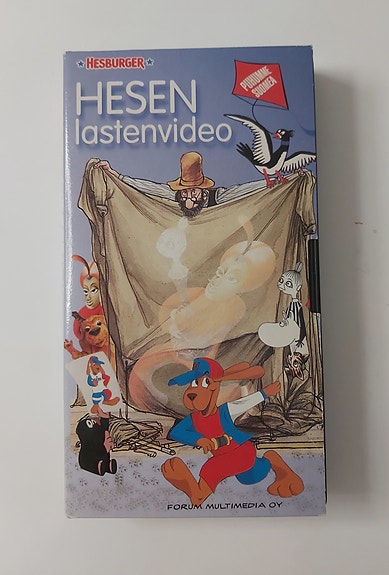 HESBURGER
PUHUMME
SUOMEA
HESEN
lastenvideo
FORUM MULTIMEDIA OY